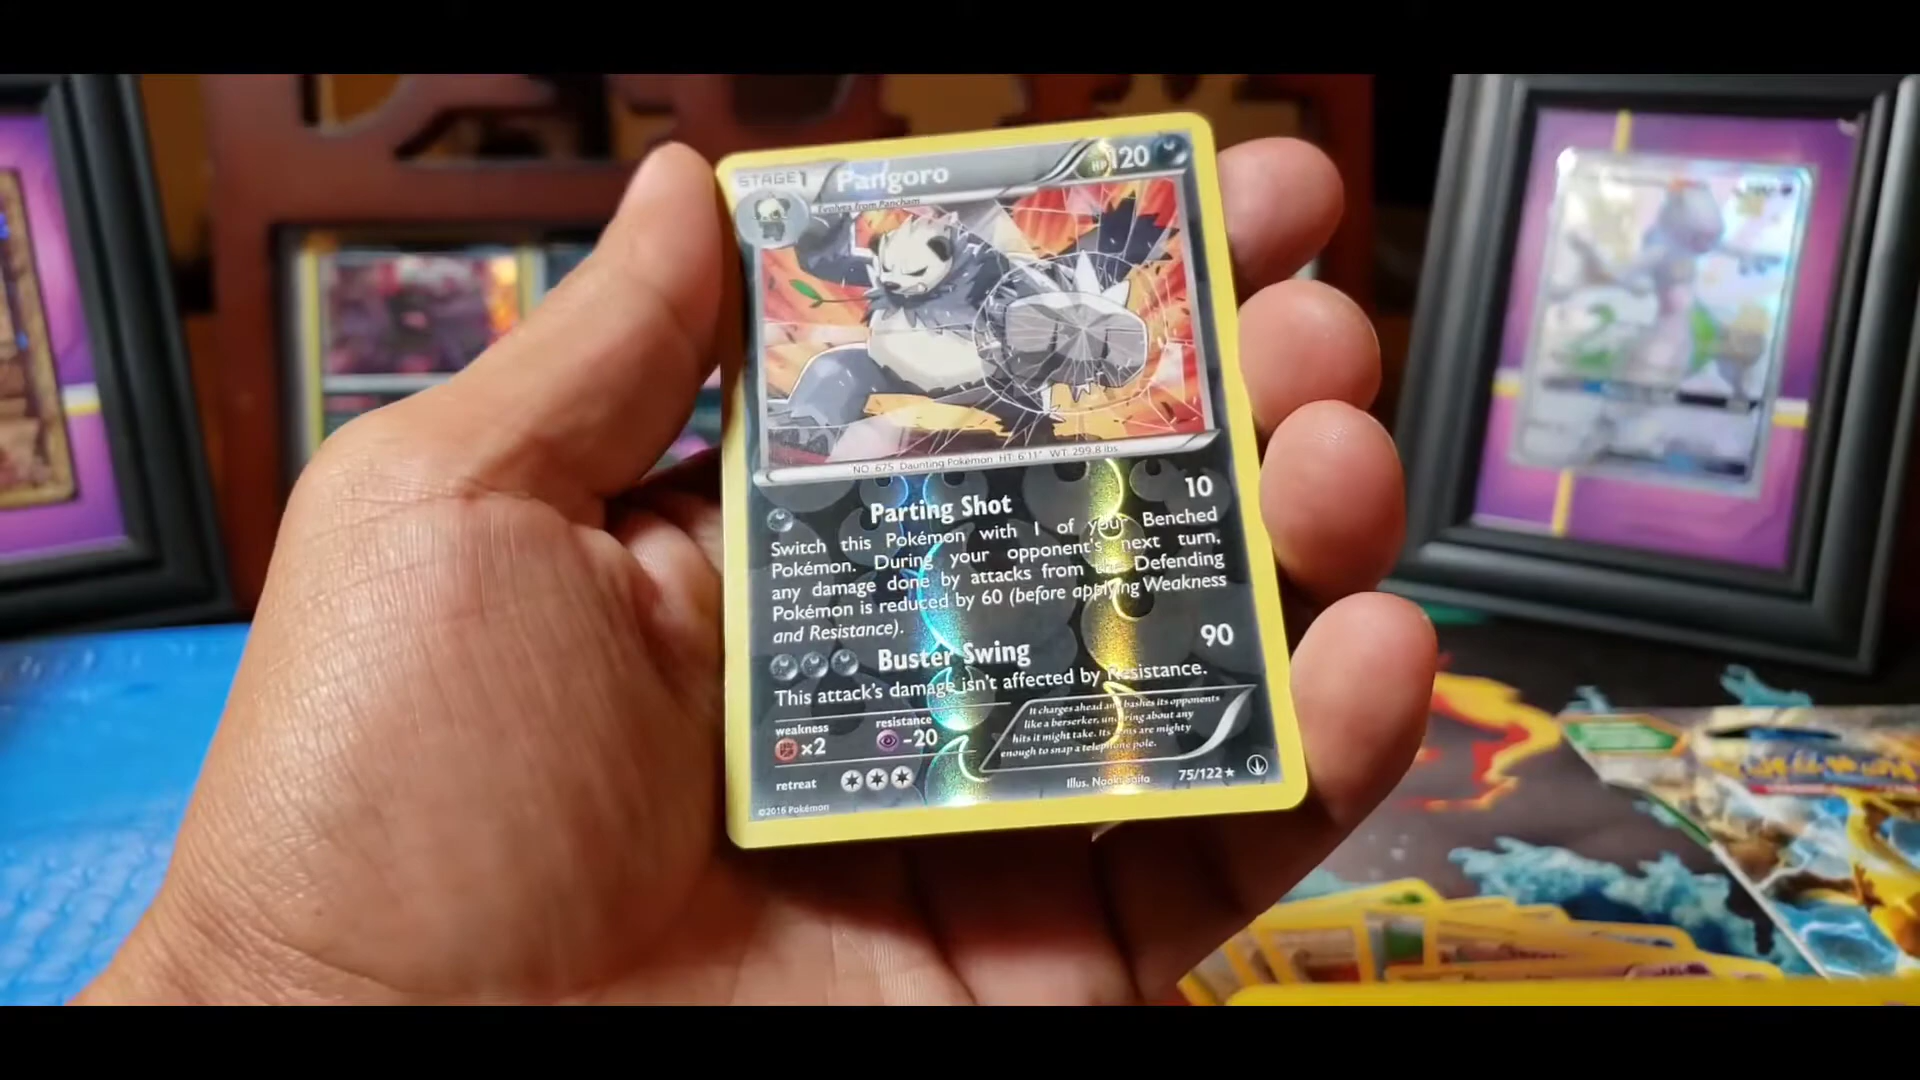 STAGE1 Pangoro HP120
Evolves from Pancham
NO. 675 Daunting Pokémon HT: 6'11" WT: 299.8 lbs.
Parting Shot 10
Switch this Pokémon with 1 of your Benched
Pokémon. During your opponent's next turn,
any damage done by attacks from the Defending
Pokémon is reduced by 60 (before applying Weakness
and Resistance).
Buster Swing 90
This attack's damage isn't affected by Resistance.
weakness resistance
×2 -20
It charges ahead and bashes its opponents
like a berserker, uncaring about any
hits it might take. Its arms are mighty
enough to snap a telephone pole.
retreat
Illus. Naoki Saito 75/122 ★
©2016 Pokémon